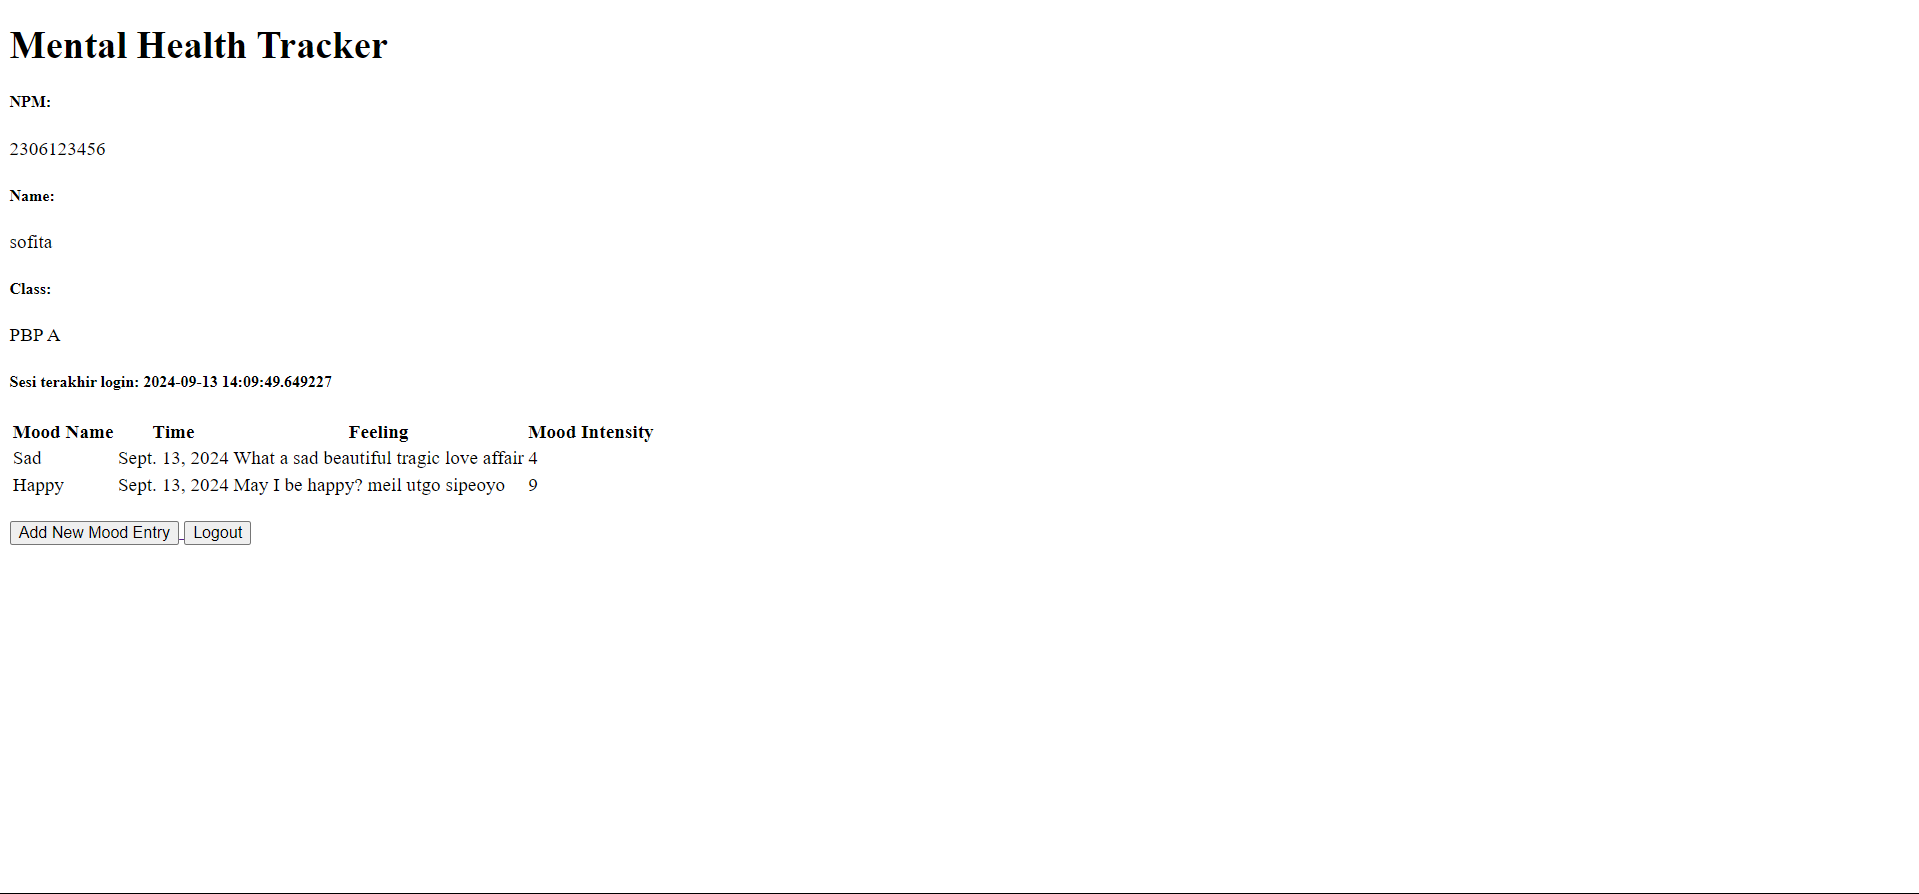 Mental Health Tracker
NPM:
2306123456
Name:
sofita
Class:
PBP A
Sesi terakhir login: 2024-09-13 14:09:49.649227
Mood Name Time Feeling Mood Intensity
Sad Sept. 13, 2024 What a sad beautiful tragic love affair 4
Happy Sept. 13, 2024 May I be happy? meil utgo sipeoyo 9
Add New Mood Entry Logout